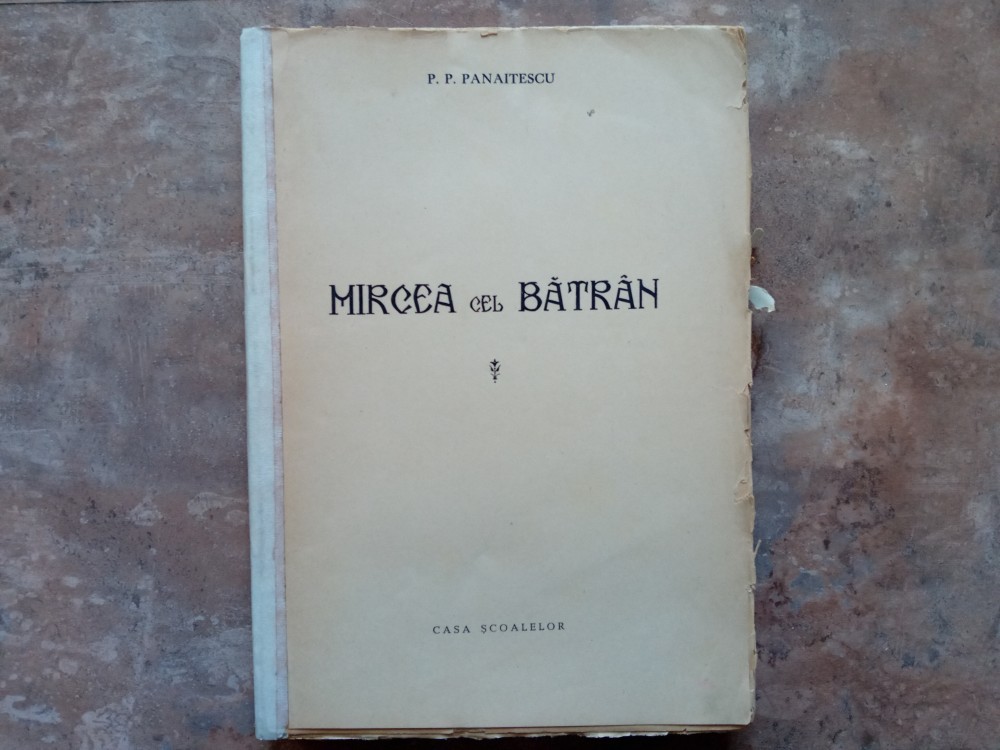 P. P. PANAITESCU
MIRCEA CEL BĂTRÂN
CASA ȘCOALELOR